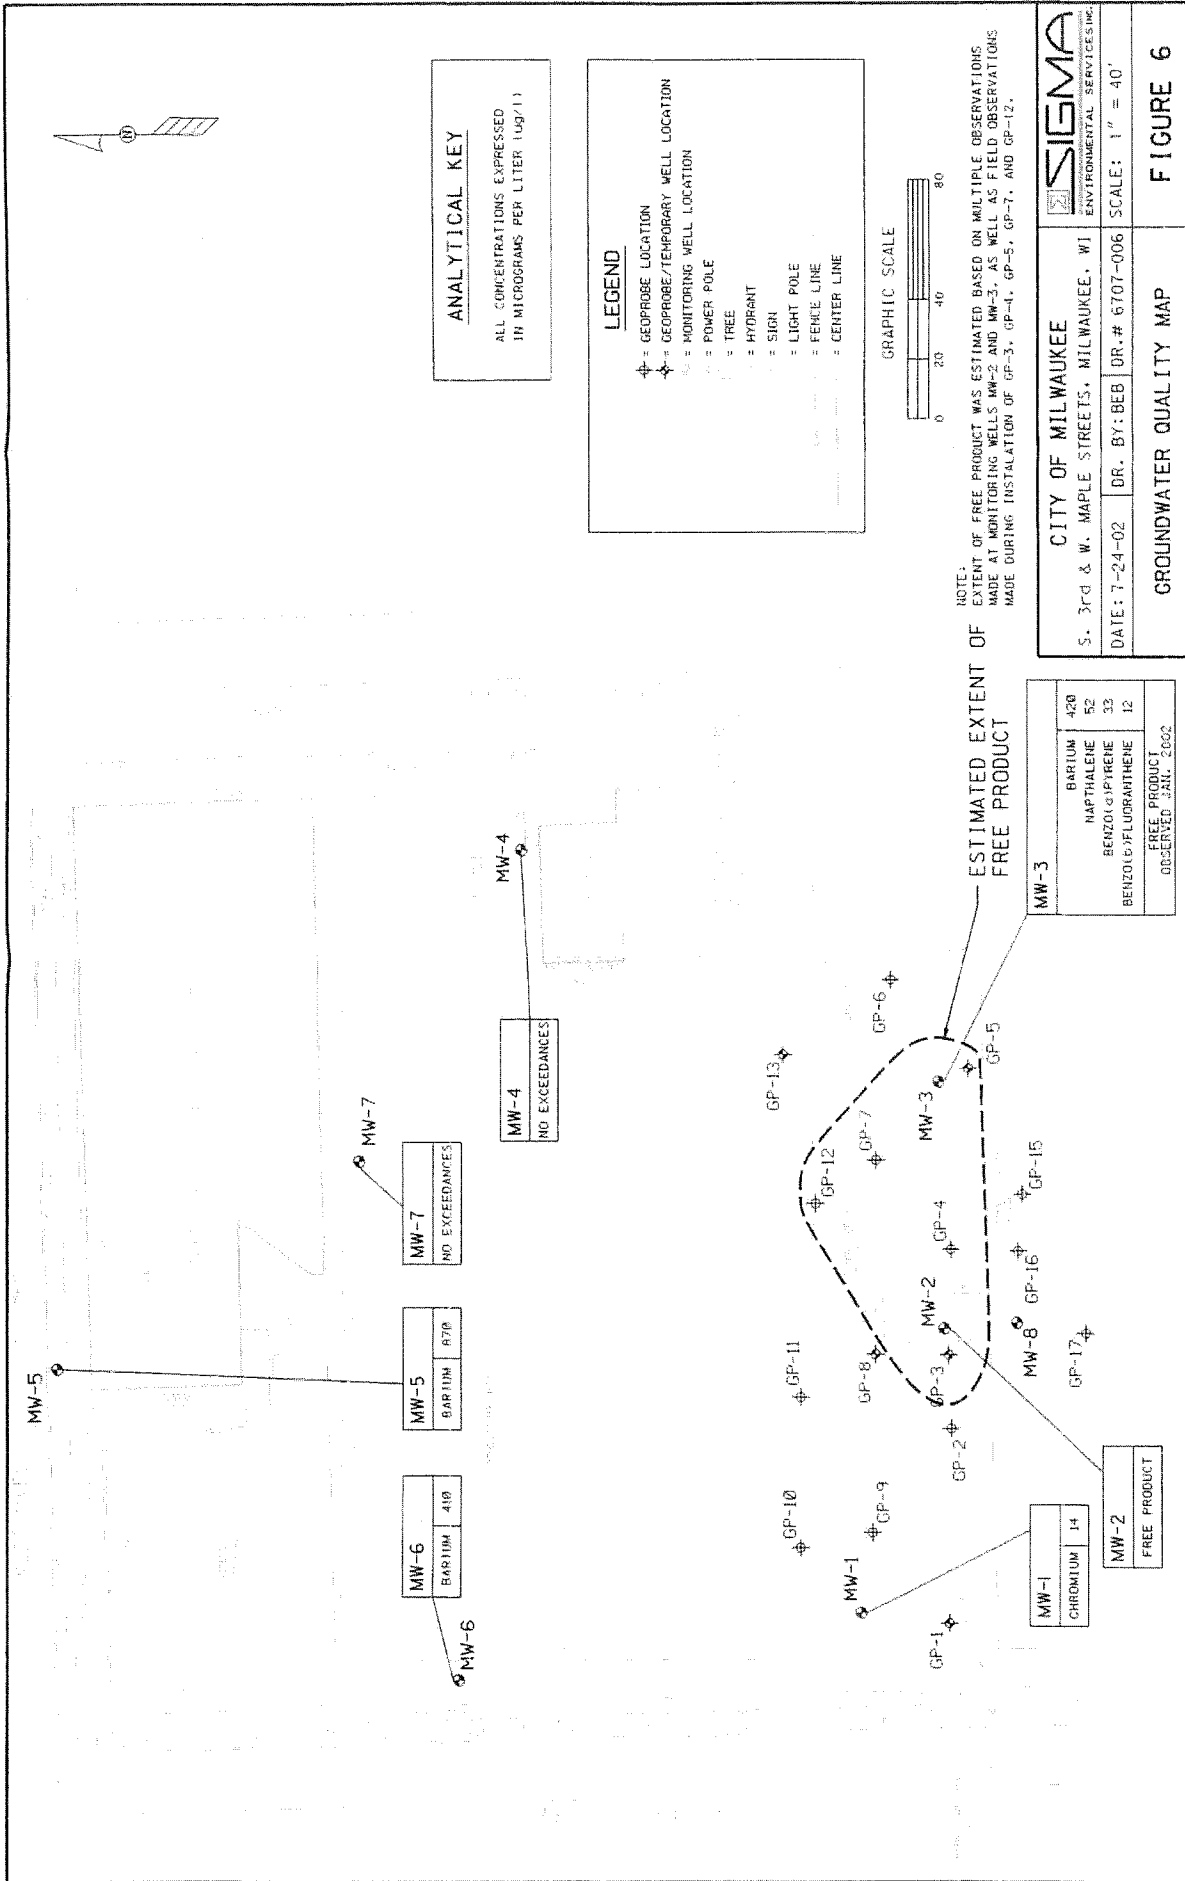 N
ANALYTICAL KEY
ALL CONCENTRATIONS EXPRESSED
IN MICROGRAMS PER LITER (ug/l)
LEGEND
= GEOPROBE LOCATION
= GEOPROBE/TEMPORARY WELL LOCATION
= MONITORING WELL LOCATION
= POWER POLE
= TREE
= HYDRANT
= SIGN
= LIGHT POLE
= FENCE LINE
= CENTER LINE
GRAPHIC SCALE
0 20 40 80
NOTE:
EXTENT OF FREE PRODUCT WAS ESTIMATED BASED ON MULTIPLE OBSERVATIONS
MADE AT MONITORING WELLS MW-2 AND MW-3, AS WELL AS FIELD OBSERVATIONS
MADE DURING INSTALATION OF GP-3, GP-4, GP-5, GP-7, AND GP-12.
MW-5
MW-7
MW-4
MW-6
MW-6
BARIUM 410
MW-5
BARIUM 870
MW-7
NO EXCEEDANCES
MW-4
NO EXCEEDANCES
GP-10
GP-11
GP-12
GP-13
MW-1
GP-9
GP-8
GP-7
GP-6
GP-1
GP-2
GP-3
MW-2
GP-4
MW-3
GP-5
MW-8
GP-16
GP-15
GP-17
ESTIMATED EXTENT OF
FREE PRODUCT
MW-1
CHROMIUM 14
MW-2
FREE PRODUCT
MW-3
BARIUM 420
NAPTHALENE 52
BENZO(a)PYRENE 33
BENZO(b)FLUORANTHENE 12
FREE PRODUCT
OBSERVED JAN. 2002
CITY OF MILWAUKEE
S. 3rd & W. MAPLE STREETS, MILWAUKEE, WI
SIGMA
ENVIRONMENTAL SERVICES INC.
DATE: 7-24-02 DR. BY: BEB DR.# 6707-006 SCALE: 1" = 40'
GROUNDWATER QUALITY MAP
FIGURE 6